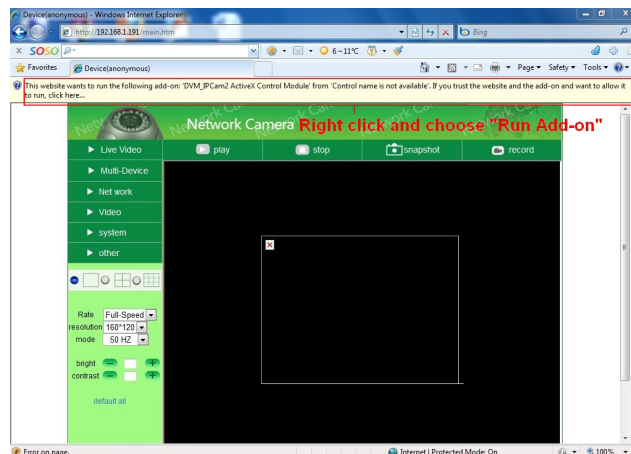 Device(anonymous) - Windows Internet Explorer
http://192.168.1.191/main.htm
Bing
SOSO
6~11℃
Favorites
Device(anonymous)
Page
Safety
Tools
This website wants to run the following add-on: 'DVM_IPCam2 ActiveX Control Module' from 'Control name is not available'. If you trust the website and the add-on and want to allow it
to run, click here...
Network Camera
Right click and choose "Run Add-on"
Live Video
play
stop
snapshot
record
Multi-Device
Net work
Video
system
other
Rate Full-Speed
resolution 160*120
mode 50 HZ
bright
contrast
default all
Error on page.
Internet | Protected Mode: On
100%